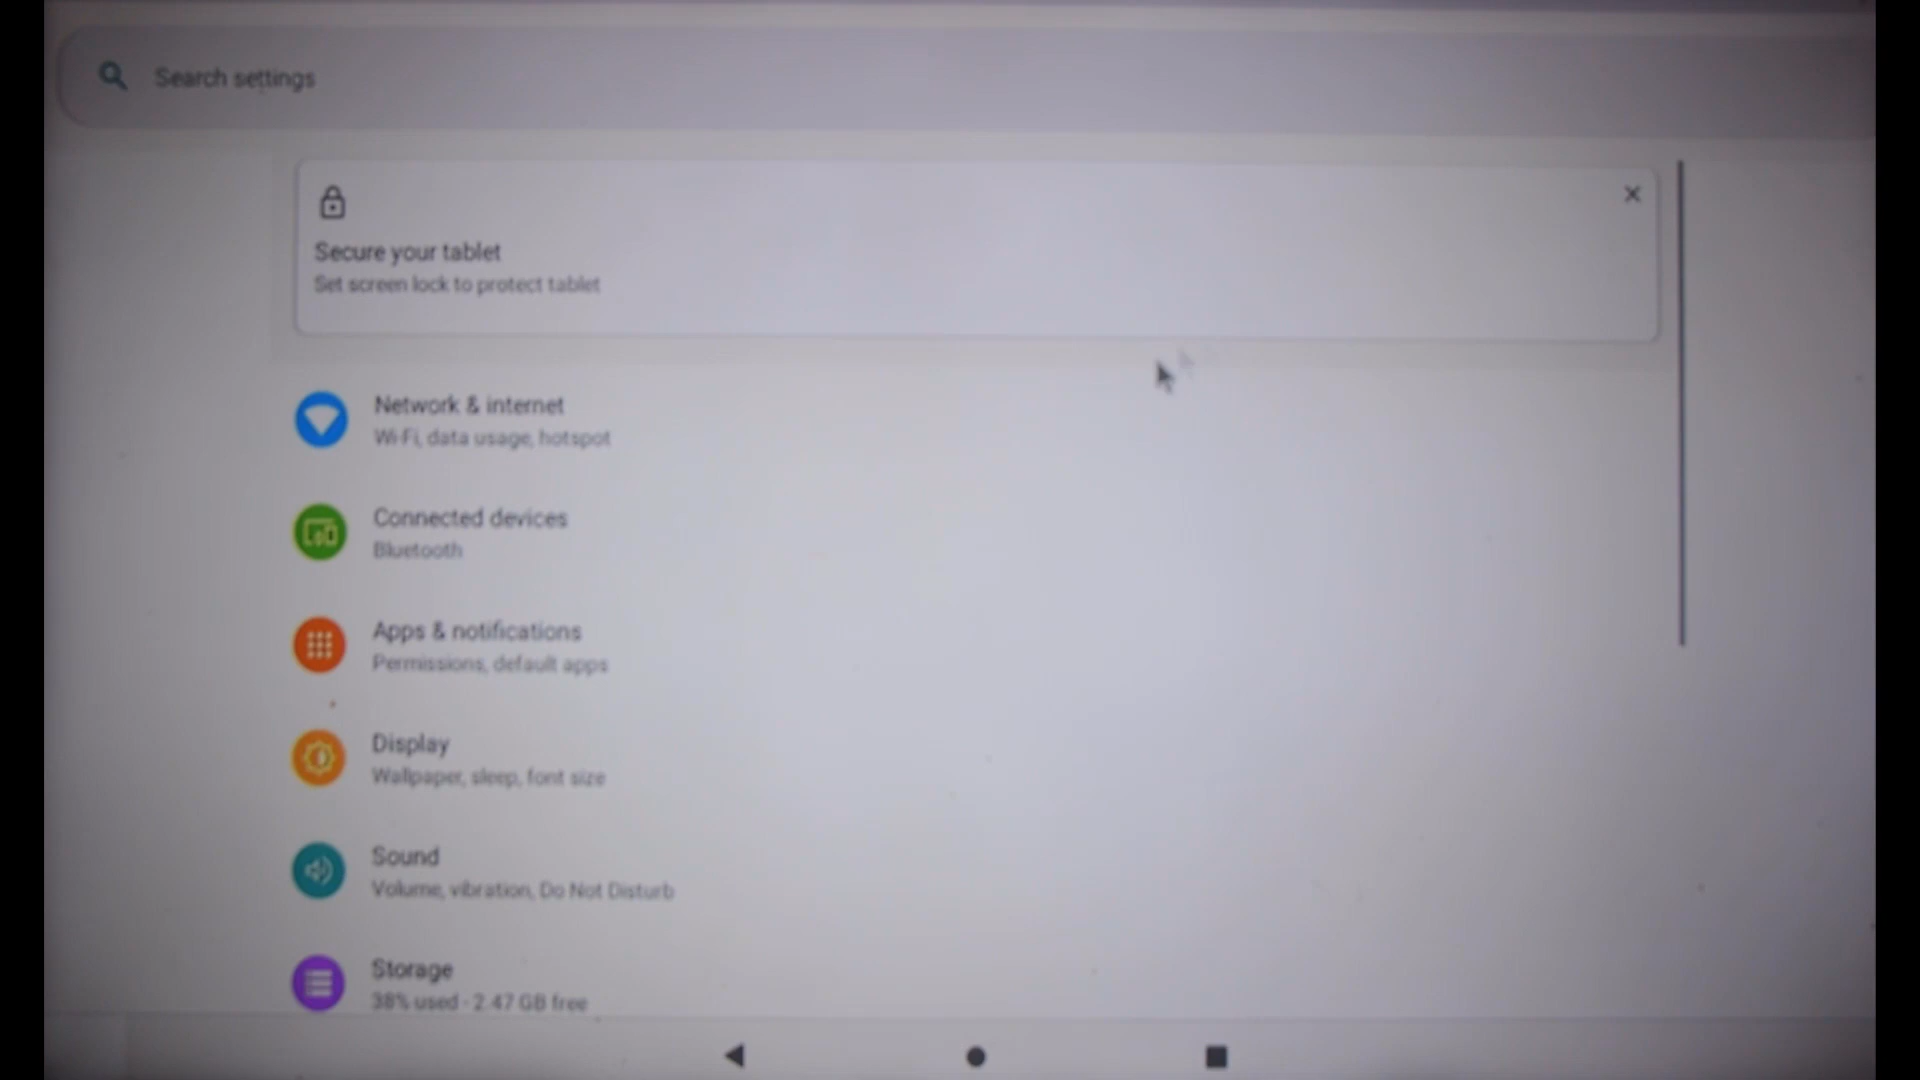 Search settings
Secure your tablet
Set screen lock to protect tablet
Network & internet
Wi-Fi, data usage, hotspot
Connected devices
Bluetooth
Apps & notifications
Permissions, default apps
Display
Wallpaper, sleep, font size
Sound
Volume, vibration, Do Not Disturb
Storage
38% used - 2.47 GB free